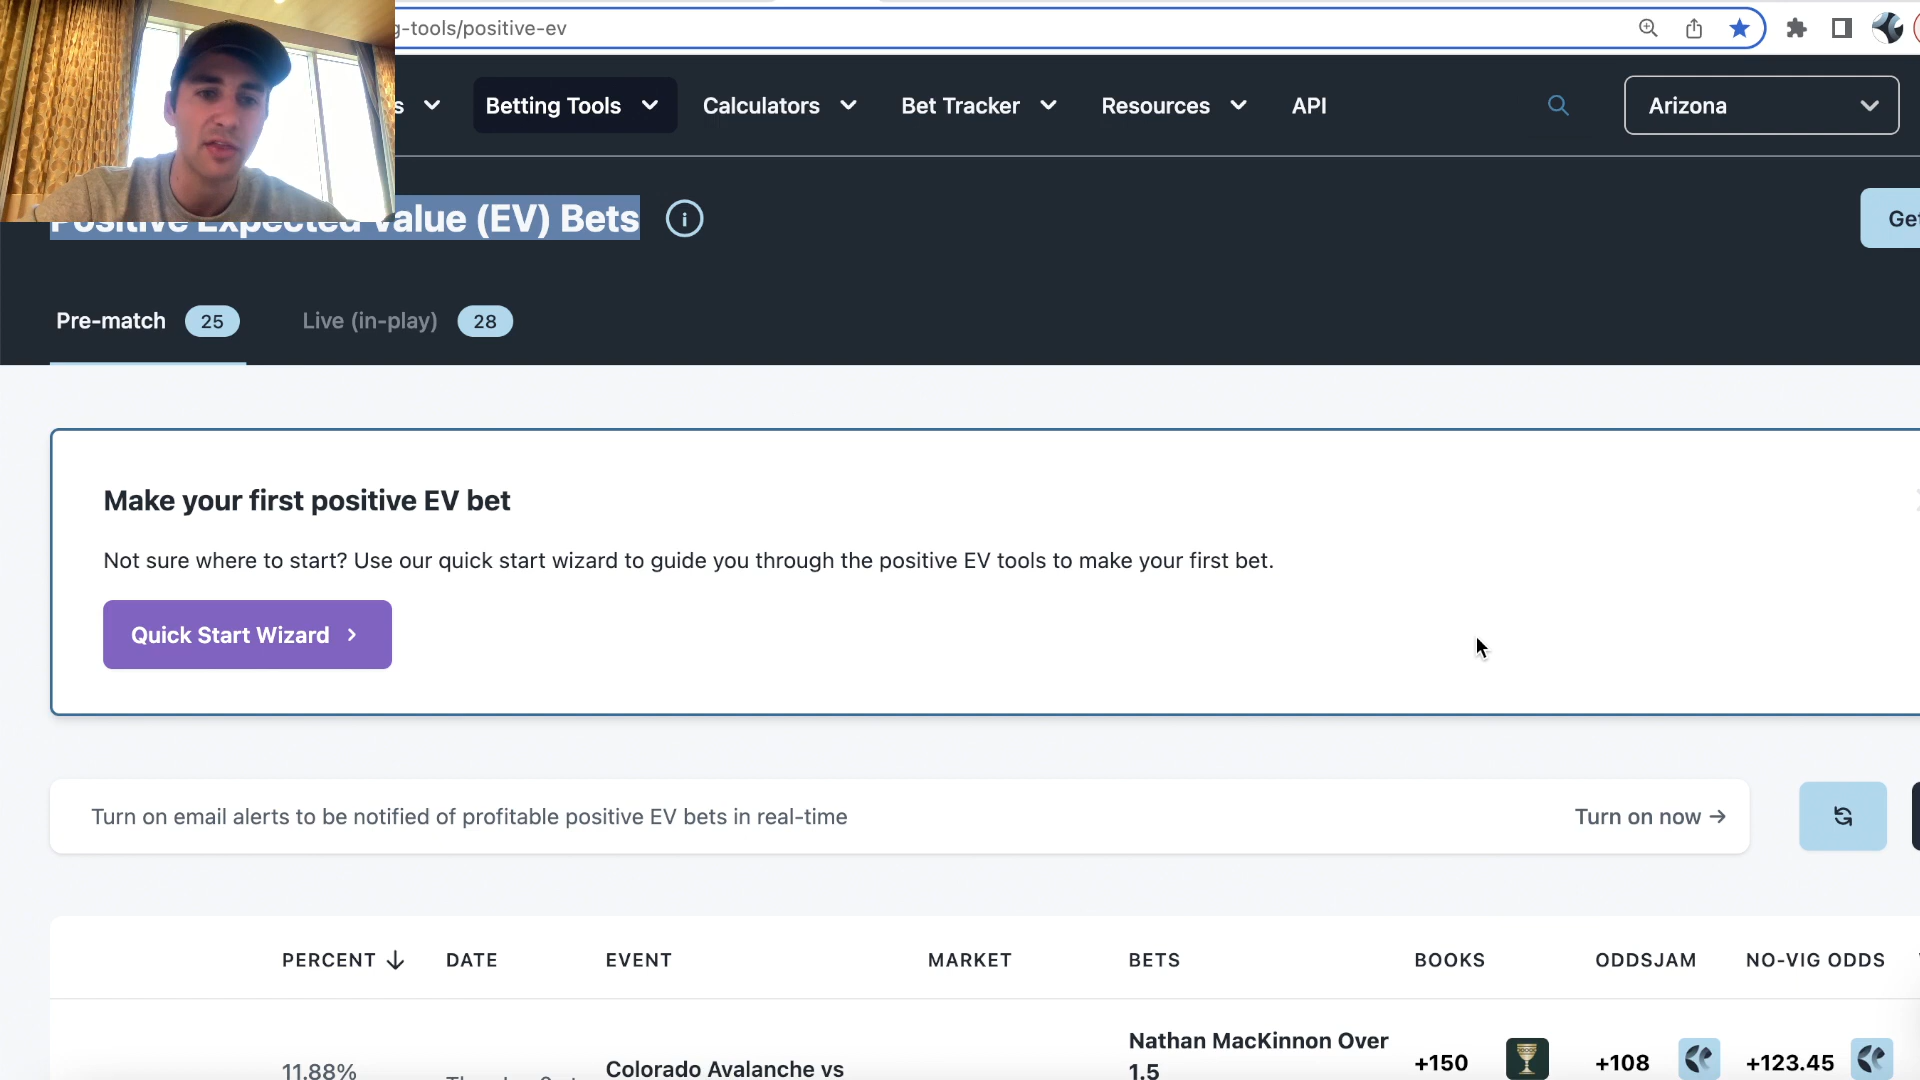 g-tools/positive-ev
s
Betting Tools
Calculators
Bet Tracker
Resources
API
Arizona
Positive Expected Value (EV) Bets
Get
Pre-match 25
Live (in-play) 28
Make your first positive EV bet
Not sure where to start? Use our quick start wizard to guide you through the positive EV tools to make your first bet.
Quick Start Wizard
Turn on email alerts to be notified of profitable positive EV bets in real-time
Turn on now →
PERCENT ↓ DATE EVENT MARKET BETS BOOKS ODDSJAM NO-VIG ODDS
Nathan MacKinnon Over
1.5
11.88%
Colorado Avalanche vs
+150
+108
+123.45